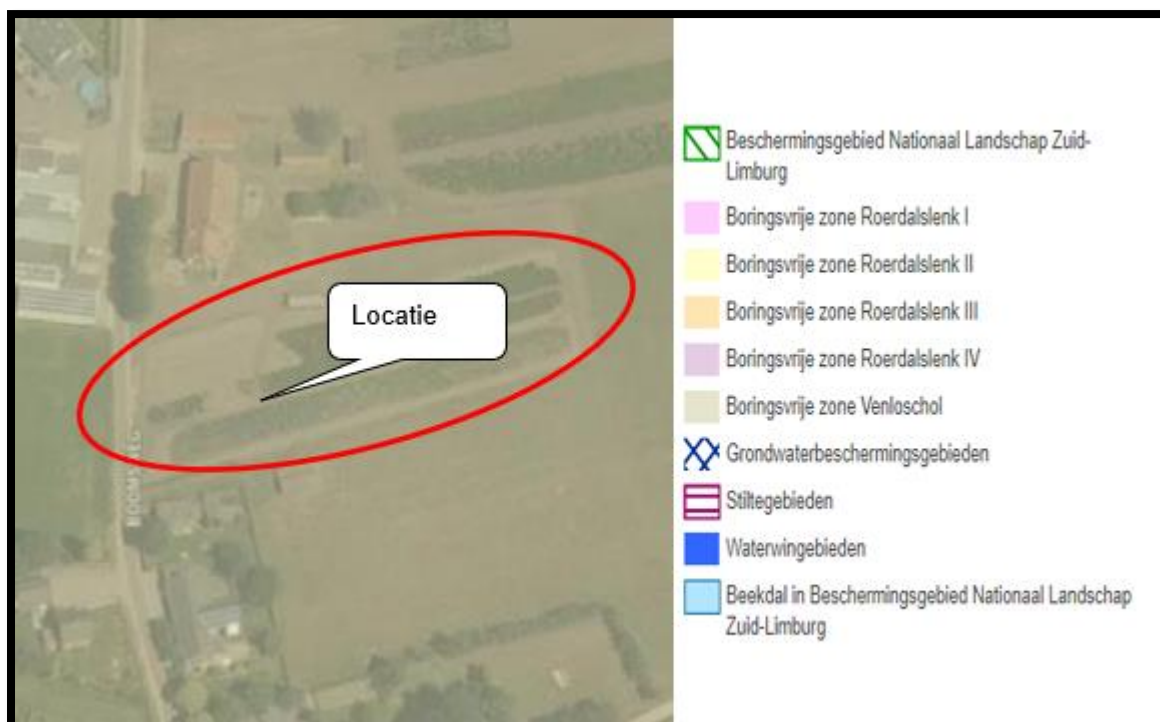 Locatie
Beschermingsgebied Nationaal Landschap Zuid-
Limburg
Boringsvrije zone Roerdalslenk I
Boringsvrije zone Roerdalslenk II
Boringsvrije zone Roerdalslenk III
Boringsvrije zone Roerdalslenk IV
Boringsvrije zone Venloschol
Grondwaterbeschermingsgebieden
Stiltegebieden
Waterwingebieden
Beekdal in Beschermingsgebied Nationaal Landschap
Zuid-Limburg